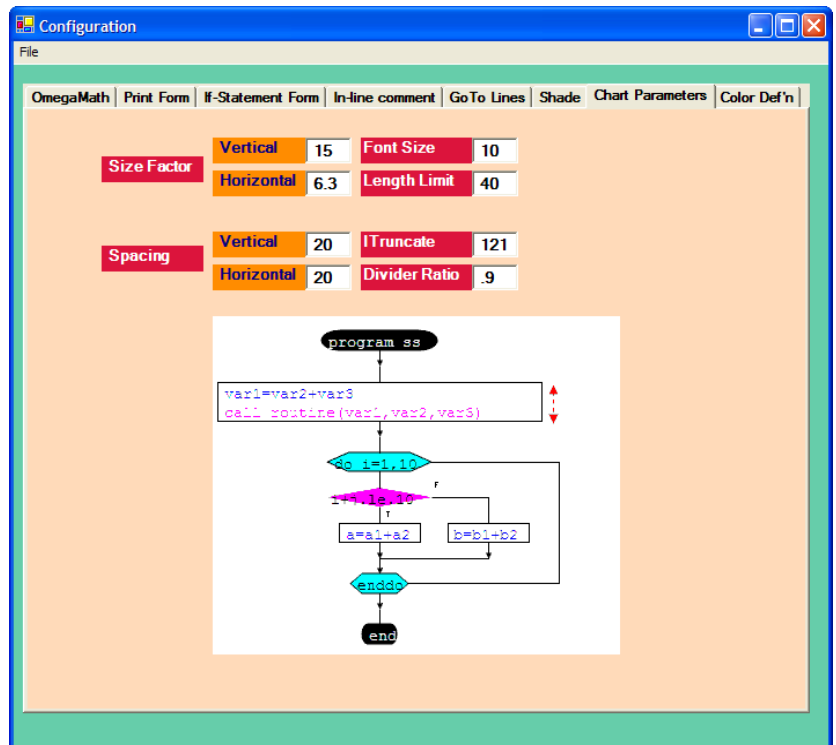 Configuration
File
OmegaMath Print Form If-Statement Form In-line comment GoTo Lines Shade Chart Parameters Color Def'n
Size Factor
Vertical 15 Font Size 10
Horizontal 6.3 Length Limit 40
Spacing
Vertical 20 ITruncate 121
Horizontal 20 Divider Ratio .9
program ss
var1=var2+var3
call routine(var1,var2,var3)
do i=1,10
F
.le.10
T
a=a1+a2 b=b1+b2
enddo
end